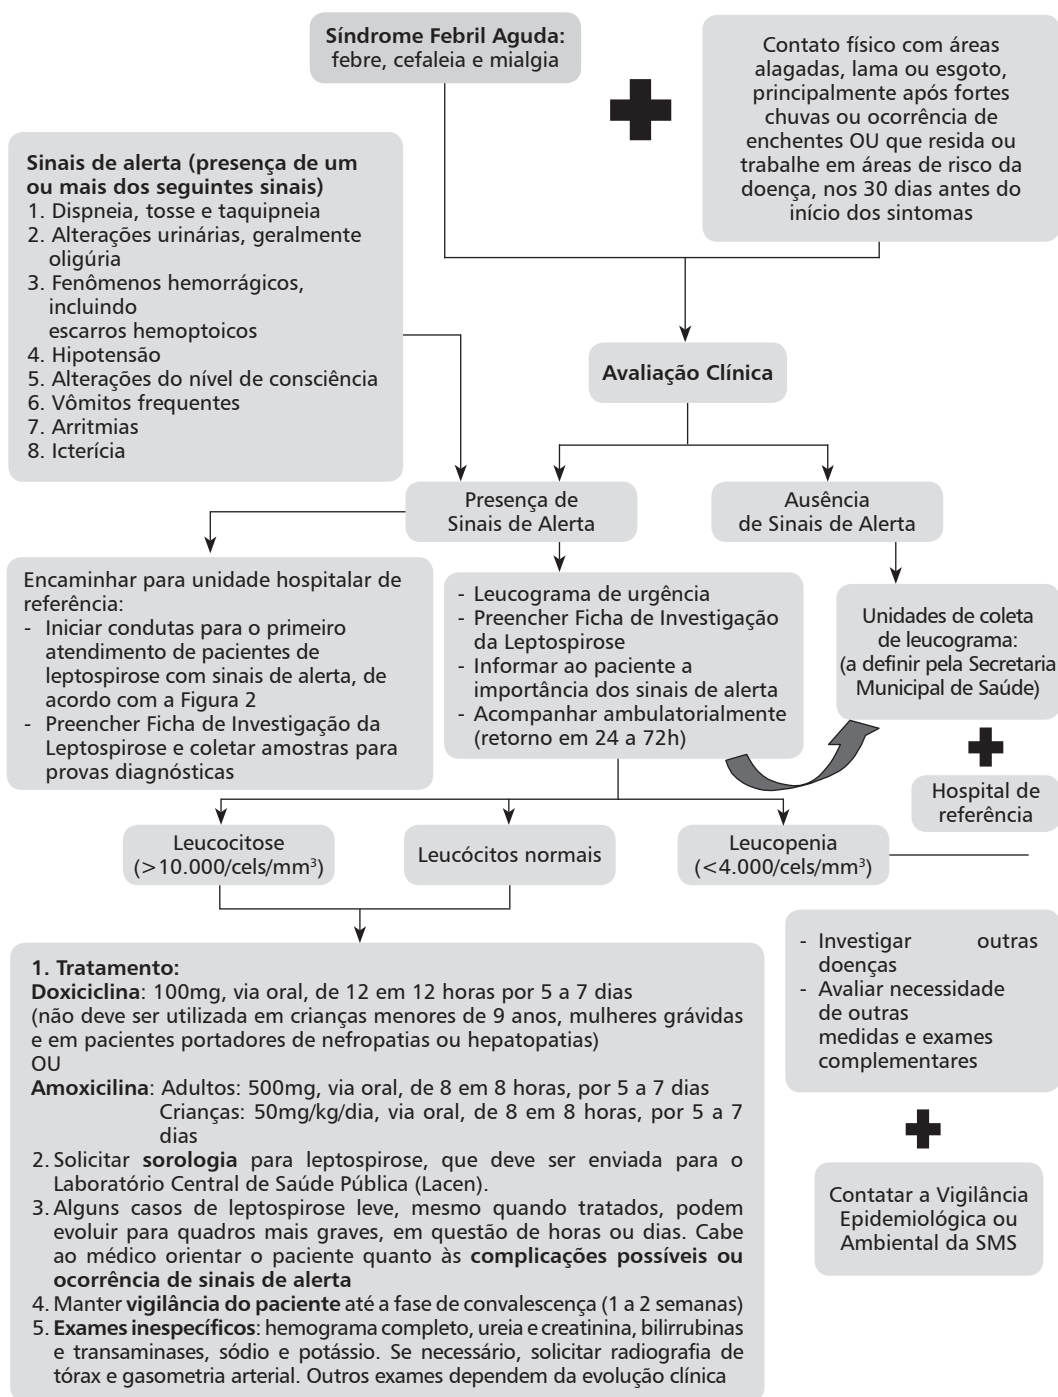 Síndrome Febril Aguda:
febre, cefaleia e mialgia
Contato físico com áreas
alagadas, lama ou esgoto,
principalmente após fortes
chuvas ou ocorrência de
enchentes OU que resida ou
trabalhe em áreas de risco da
doença, nos 30 dias antes do
início dos sintomas
Sinais de alerta (presença de um
ou mais dos seguintes sinais)
1. Dispneia, tosse e taquipneia
2. Alterações urinárias, geralmente
oligúria
3. Fenômenos hemorrágicos,
incluindo
escarros hemoptoicos
4. Hipotensão
5. Alterações do nível de consciência
6. Vômitos frequentes
7. Arritmias
8. Icterícia
Avaliação Clínica
Presença de
Sinais de Alerta
Ausência
de Sinais de Alerta
Encaminhar para unidade hospitalar de
referência:
- Iniciar condutas para o primeiro
atendimento de pacientes de
leptospirose com sinais de alerta, de
acordo com a Figura 2
- Preencher Ficha de Investigação da
Leptospirose e coletar amostras para
provas diagnósticas
- Leucograma de urgência
- Preencher Ficha de Investigação
da Leptospirose
- Informar ao paciente a
importância dos sinais de alerta
- Acompanhar ambulatorialmente
(retorno em 24 a 72h)
Unidades de coleta
de leucograma:
(a definir pela Secretaria
Municipal de Saúde)
Hospital de
referência
Leucocitose
(>10.000/cels/mm³)
Leucócitos normais
Leucopenia
(<4.000/cels/mm³)
- Investigar outras
doenças
- Avaliar necessidade
de outras
medidas e exames
complementares
Contatar a Vigilância
Epidemiológica ou
Ambiental da SMS
1. Tratamento:
Doxiciclina: 100mg, via oral, de 12 em 12 horas por 5 a 7 dias
(não deve ser utilizada em crianças menores de 9 anos, mulheres grávidas
e em pacientes portadores de nefropatias ou hepatopatias)
OU
Amoxicilina: Adultos: 500mg, via oral, de 8 em 8 horas, por 5 a 7 dias
Crianças: 50mg/kg/dia, via oral, de 8 em 8 horas, por 5 a 7
dias
2. Solicitar sorologia para leptospirose, que deve ser enviada para o
Laboratório Central de Saúde Pública (Lacen).
3. Alguns casos de leptospirose leve, mesmo quando tratados, podem
evoluir para quadros mais graves, em questão de horas ou dias. Cabe
ao médico orientar o paciente quanto às complicações possíveis ou
ocorrência de sinais de alerta
4. Manter vigilância do paciente até a fase de convalescença (1 a 2 semanas)
5. Exames inespecíficos: hemograma completo, ureia e creatinina, bilirrubinas
e transaminases, sódio e potássio. Se necessário, solicitar radiografia de
tórax e gasometria arterial. Outros exames dependem da evolução clínica